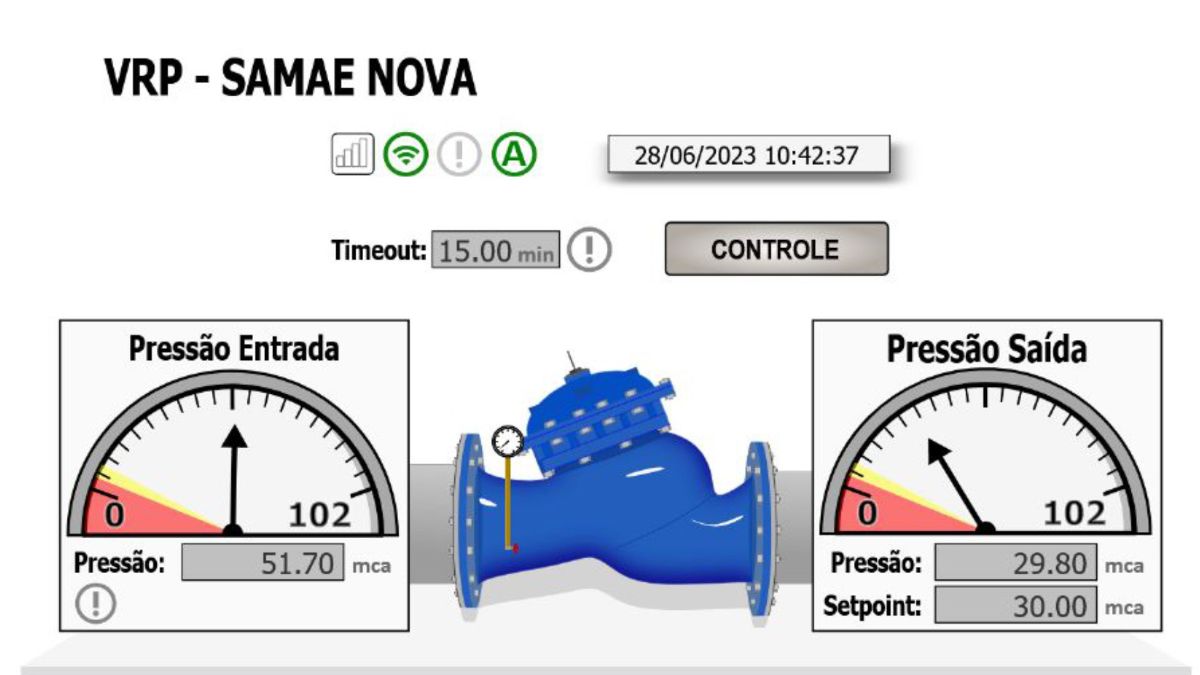 VRP - SAMAE NOVA
A
28/06/2023 10:42:37
Timeout: 15.00 min
CONTROLE
Pressão Entrada
0 102
Pressão: 51.70 mca
Pressão Saída
0 102
Pressão: 29.80 mca
Setpoint: 30.00 mca